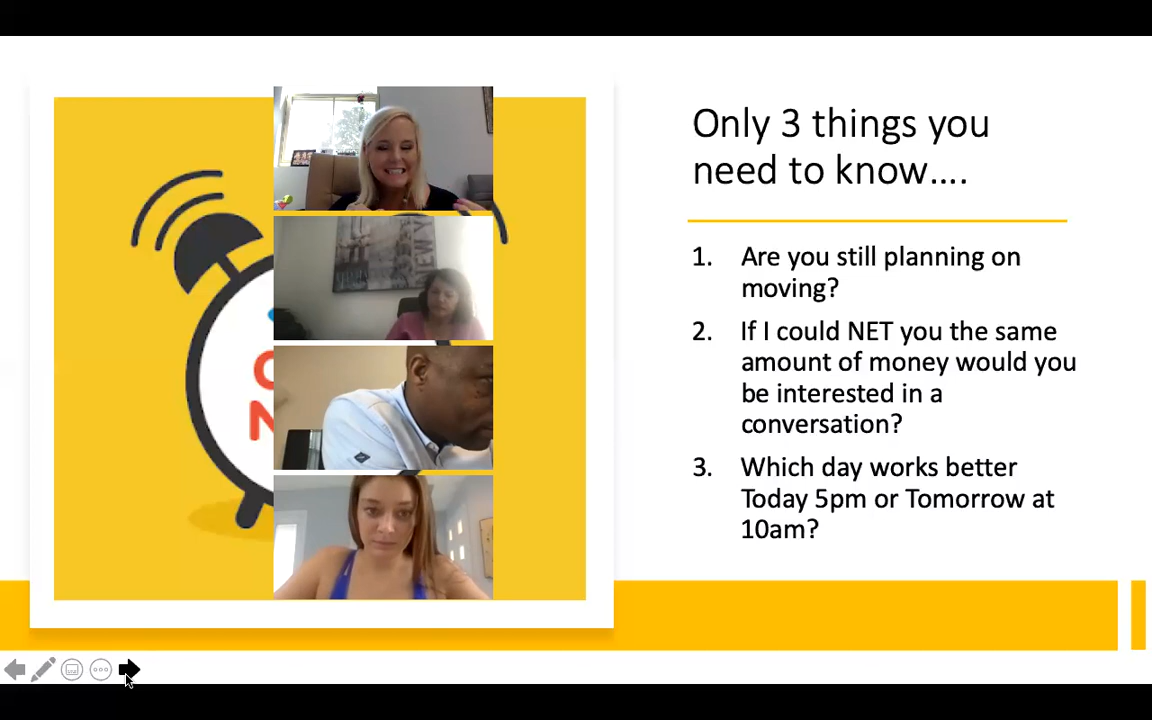 Only 3 things you
need to know….
1. Are you still planning on
moving?
2. If I could NET you the same
amount of money would you
be interested in a
conversation?
3. Which day works better
Today 5pm or Tomorrow at
10am?